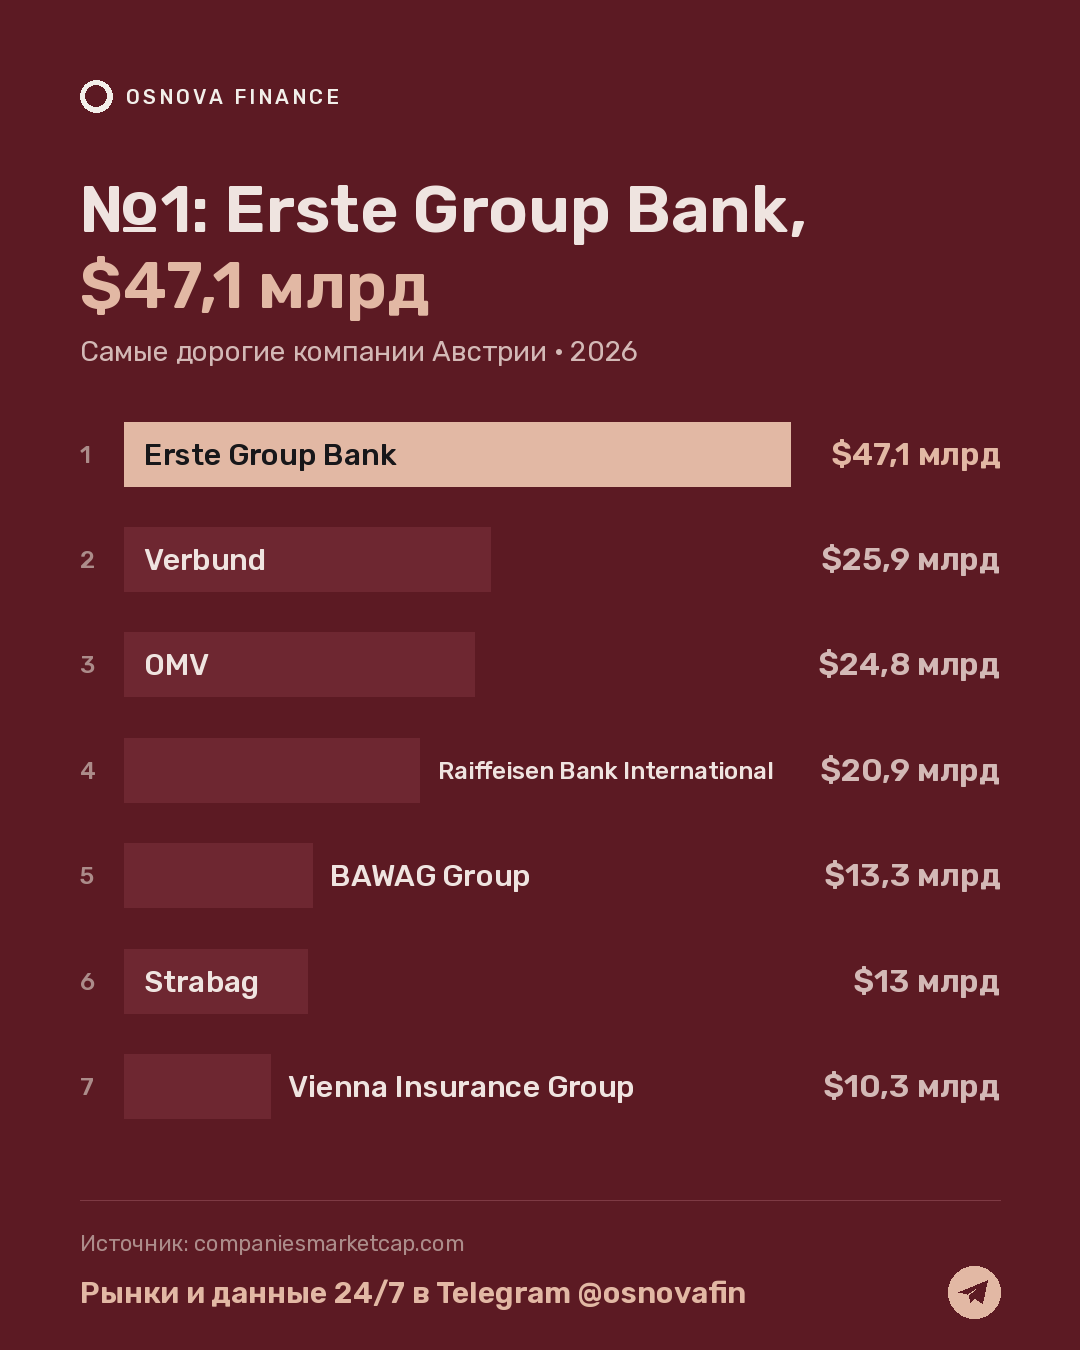 OSNOVA FINANCE
№1: Erste Group Bank,
$47,1 млрд
Самые дорогие компании Австрии • 2026
1 Erste Group Bank $47,1 млрд
2 Verbund $25,9 млрд
3 OMV $24,8 млрд
4 Raiffeisen Bank International $20,9 млрд
5 BAWAG Group $13,3 млрд
6 Strabag $13 млрд
7 Vienna Insurance Group $10,3 млрд
Источник: companiesmarketcap.com
Рынки и данные 24/7 в Telegram @osnovafin